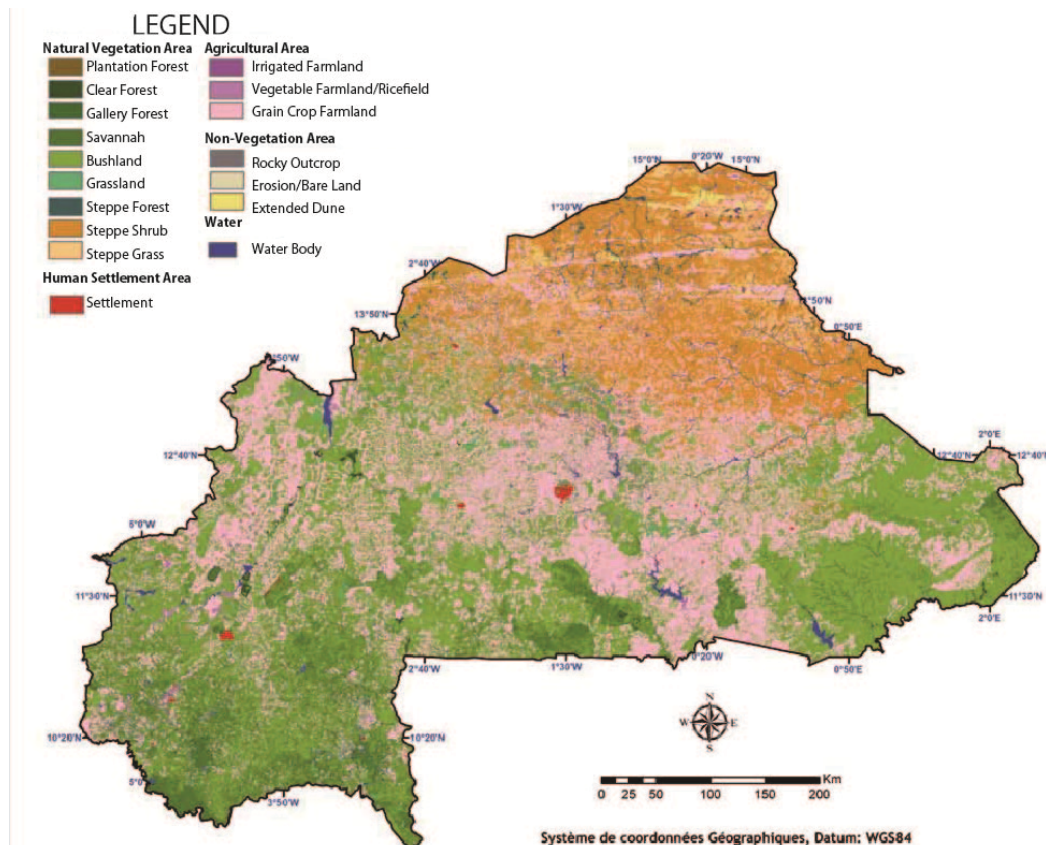 LEGEND
Natural Vegetation Area
Plantation Forest
Clear Forest
Gallery Forest
Savannah
Bushland
Grassland
Steppe Forest
Steppe Shrub
Steppe Grass
Human Settlement Area
Settlement
Agricultural Area
Irrigated Farmland
Vegetable Farmland/Ricefield
Grain Crop Farmland
Non-Vegetation Area
Rocky Outcrop
Erosion/Bare Land
Extended Dune
Water
Water Body
15°0'N 0°20'W 15°0'N
1°30'W
2°40'W
13°50'N
0°50'E
2°0'E
12°40'N 12°40'N 12°40'N
5°0'W
11°30'N 11°30'N
2°0'E
2°40'W 1°30'W 0°20'W 0°50'E
10°20'N 10°20'N
3°50'W
N
W E
S
Km
0 25 50 100 150 200
Système de coordonnées Géographiques, Datum: WGS84